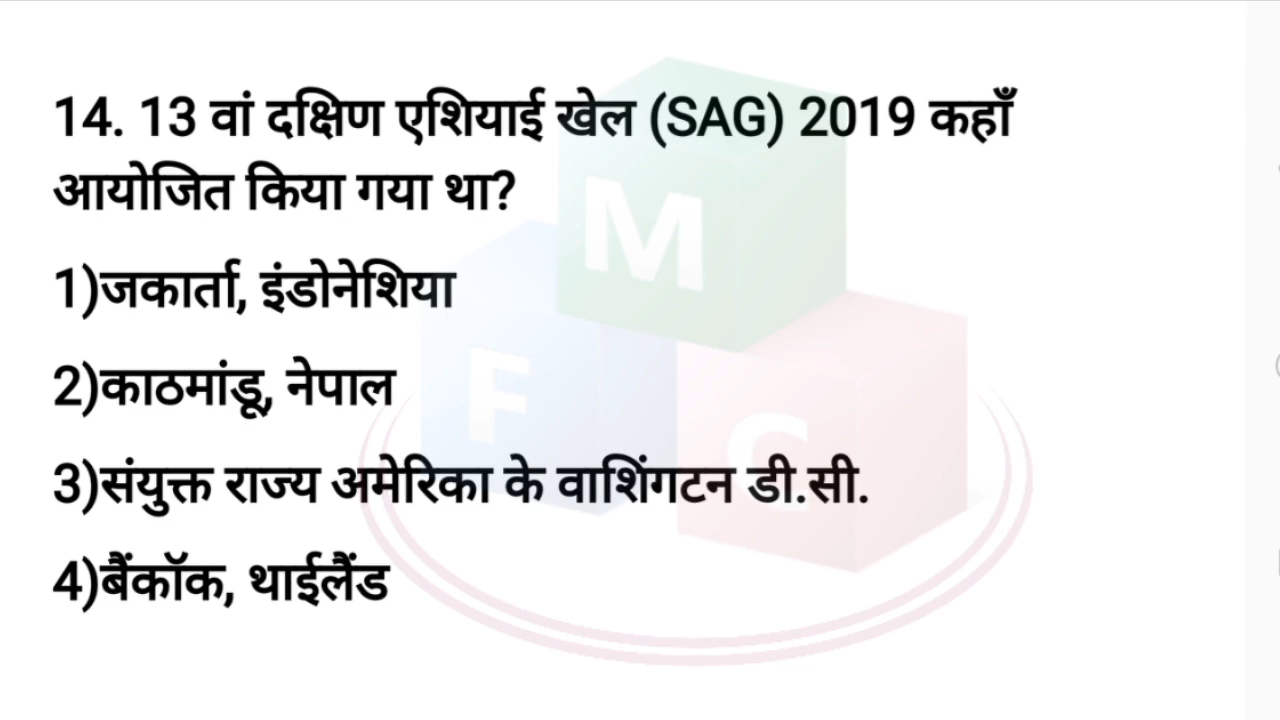 14. 13 वां दक्षिण एशियाई खेल (SAG) 2019 कहाँ
आयोजित किया गया था?
1)जकार्ता, इंडोनेशिया
2)काठमांडू, नेपाल
3)संयुक्त राज्य अमेरिका के वाशिंगटन डी.सी.
4)बैंकॉक, थाईलैंड
M
F
C